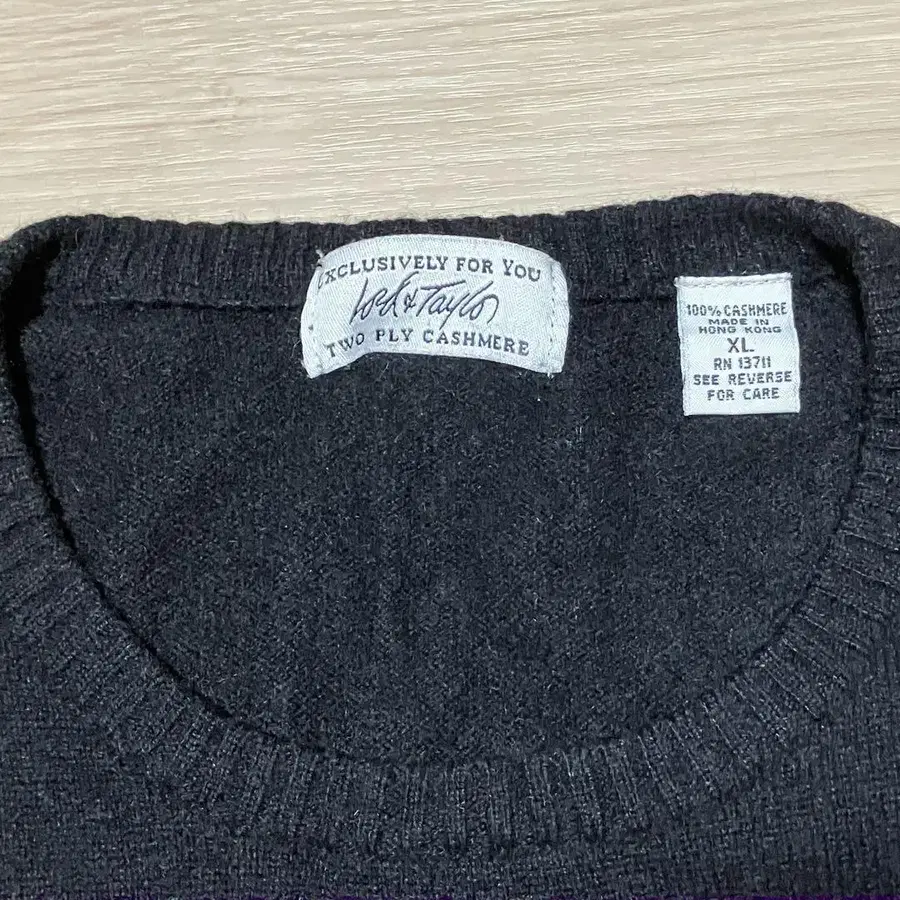 EXCLUSIVELY FOR YOU
Lord & Taylor
TWO PLY CASHMERE
100% CASHMERE
MADE IN
HONG KONG
XL
RN 13711
SEE REVERSE
FOR CARE